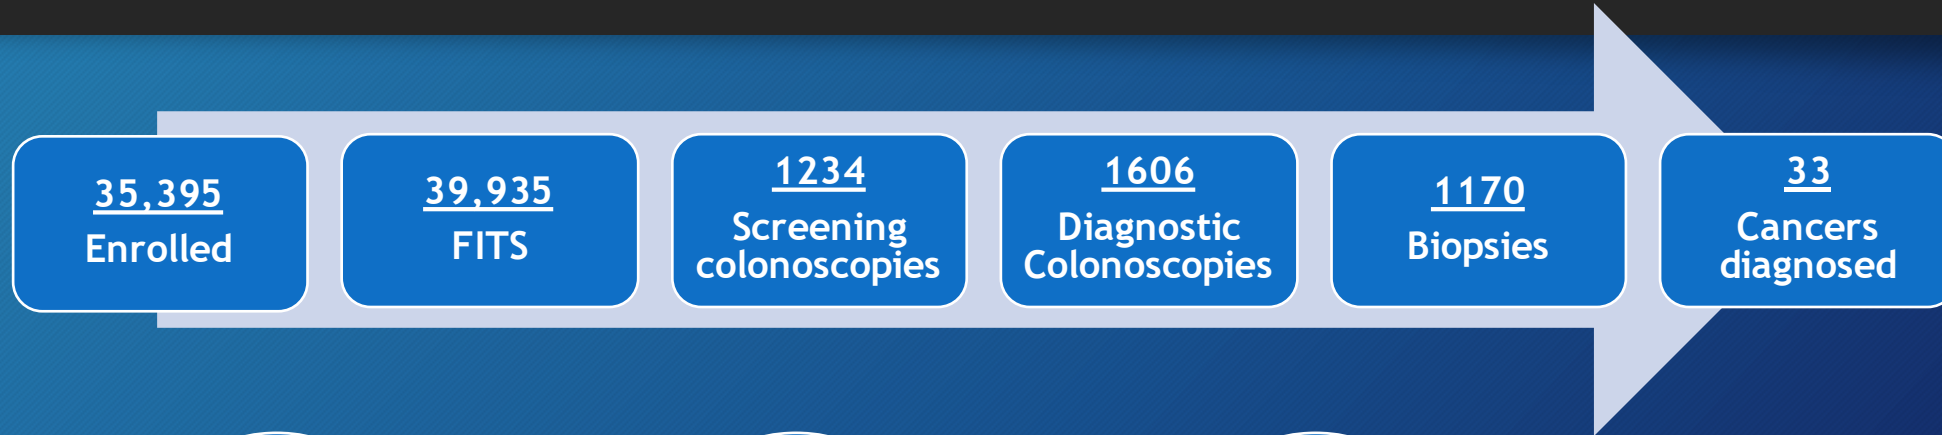 35,395
Enrolled
39,935
FITS
1234
Screening
colonoscopies
1606
Diagnostic
Colonoscopies
1170
Biopsies
33
Cancers
diagnosed